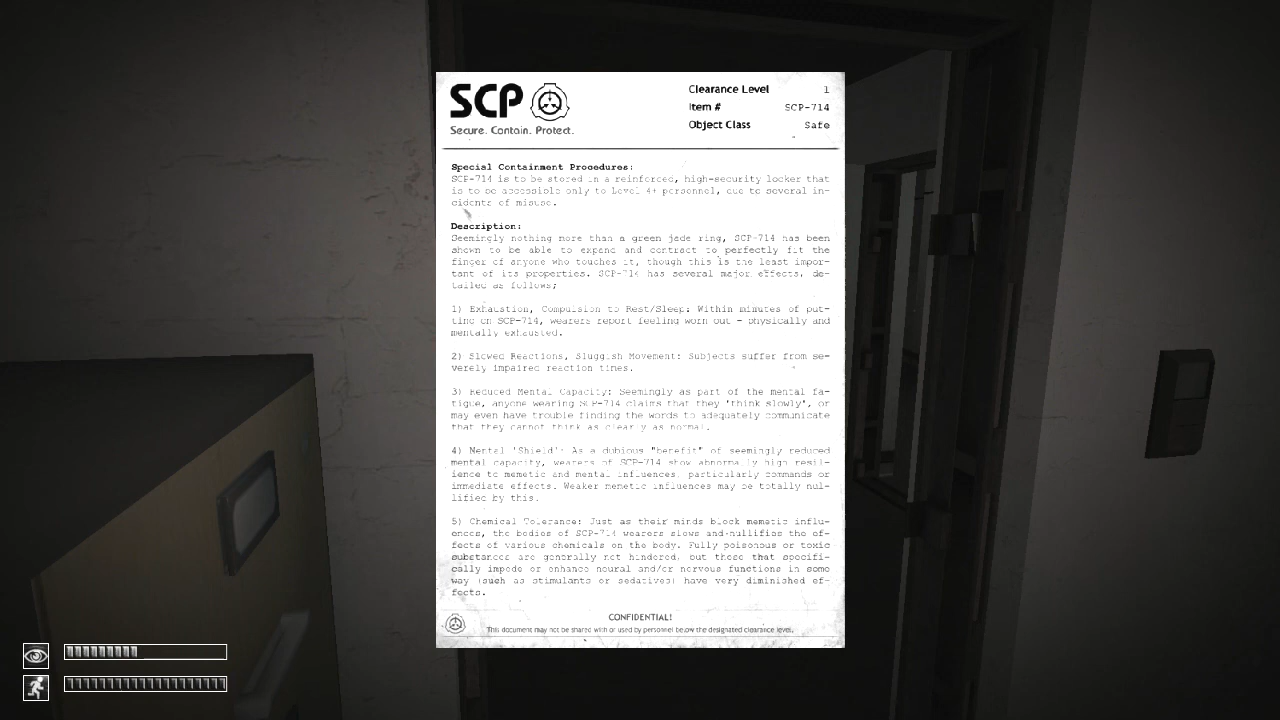 SCP
Secure. Contain. Protect.
Clearance Level 1
Item # SCP-714
Object Class Safe
Special Containment Procedures:
SCP-714 is to be stored in a reinforced, high-security locker that
is to be accessible only to Level 4+ personnel, due to several in-
cidents of misuse.
Description:
Seemingly nothing more than a green jade ring, SCP-714 has been
shown to be able to expand and contract to perfectly fit the
finger of anyone who touches it, though this is the least impor-
tant of its properties. SCP-714 has several major effects, de-
tailed as follows;
1) Exhaustion, Compulsion to Rest/Sleep: Within minutes of put-
ting on SCP-714, wearers report feeling worn out - physically and
mentally exhausted.
2) Slowed Reactions, Sluggish Movement: Subjects suffer from se-
verely impaired reaction times.
3) Reduced Mental Capacity: Seemingly as part of the mental fa-
tigue, anyone wearing SCP-714 claims that they 'think slowly', or
may even have trouble finding the words to adequately communicate
that they cannot think as clearly as normal.
4) Mental 'Shield': As a dubious "benefit" of seemingly reduced
mental capacity, wearers of SCP-714 show abnormally high resil-
ience to memetic and mental influences, particularly commands or
immediate effects. Weaker memetic influences may be totally nul-
lified by this.
5) Chemical Tolerance: Just as their minds block memetic influ-
ences, the bodies of SCP-714 wearers slows and nullifies the ef-
fects of various chemicals on the body. Fully poisonous or toxic
substances are generally not hindered, but those that specifi-
cally impede or enhance neural and/or nervous functions in some
way (such as stimulants or sedatives) have very diminished ef-
fects.
CONFIDENTIAL!
This document may not be shared with or used by personnel below the designated clearance level.